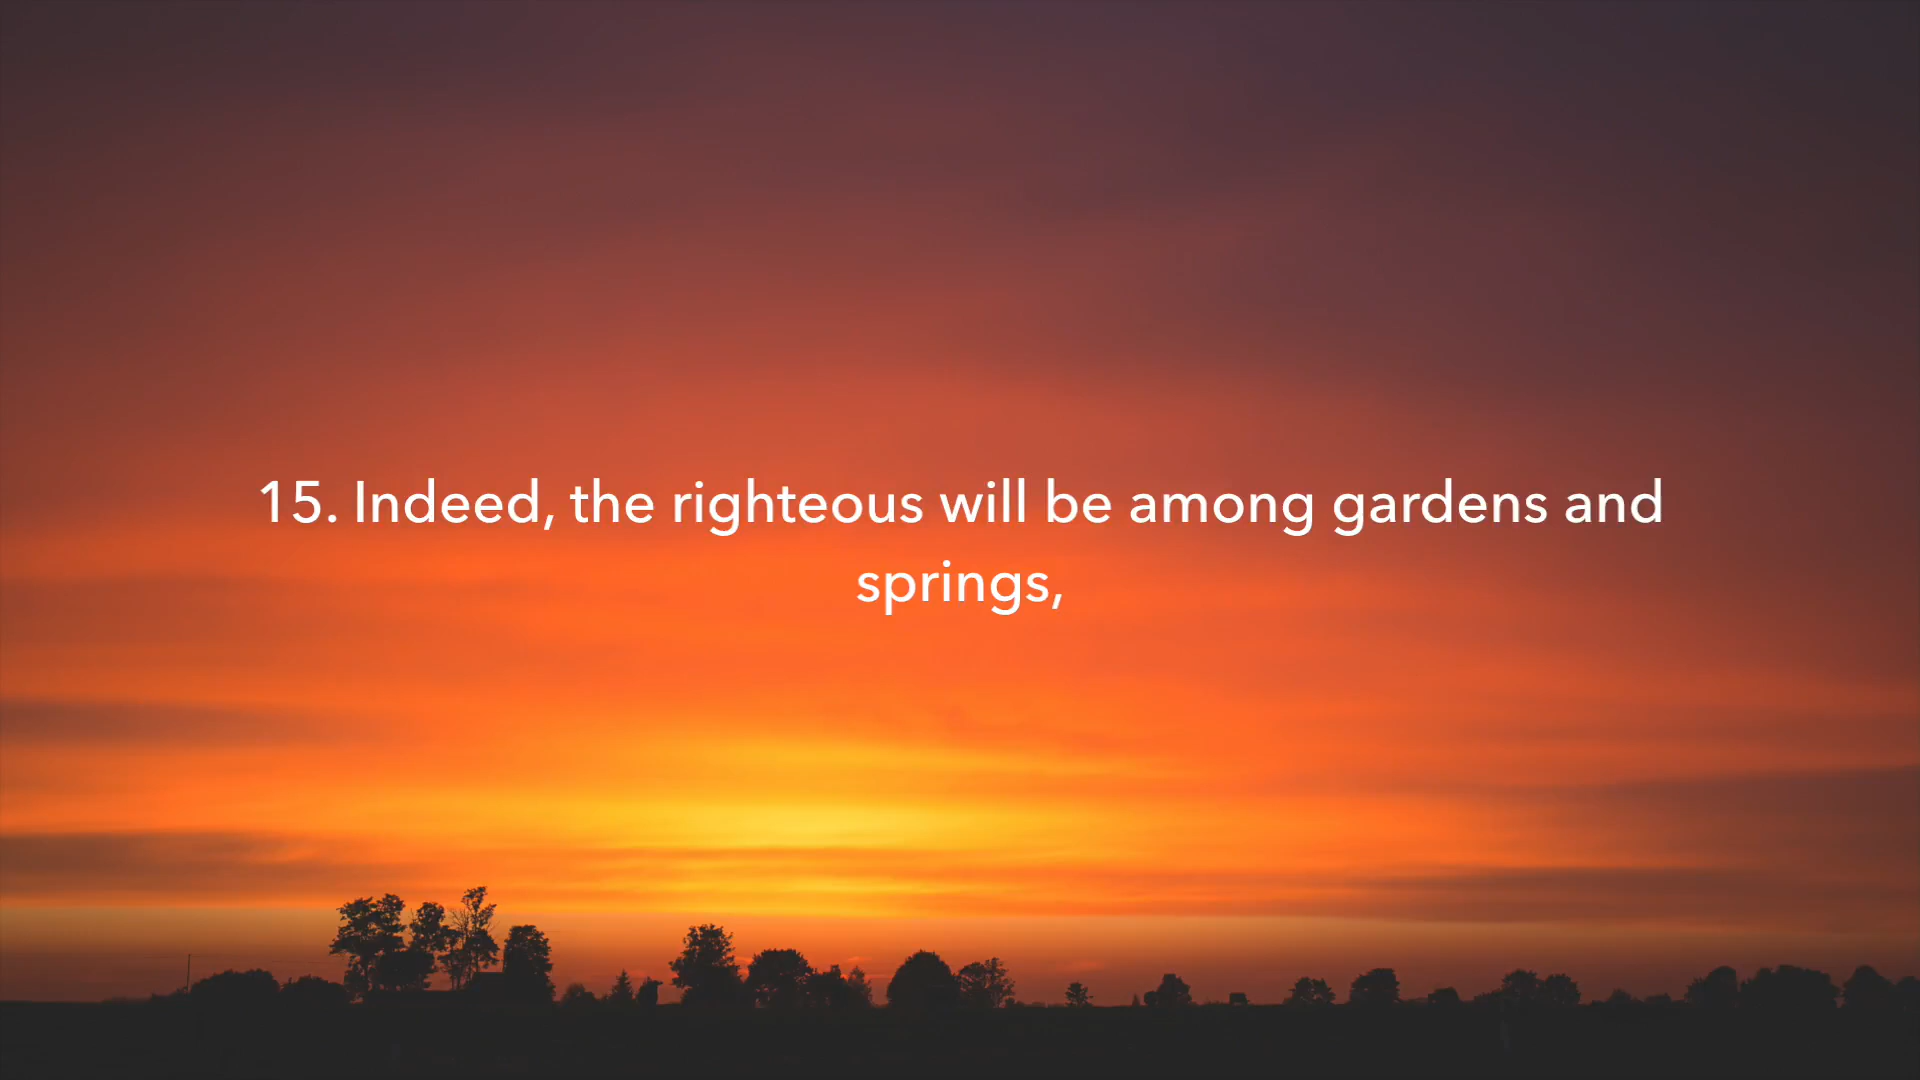 15. Indeed, the righteous will be among gardens and
springs,